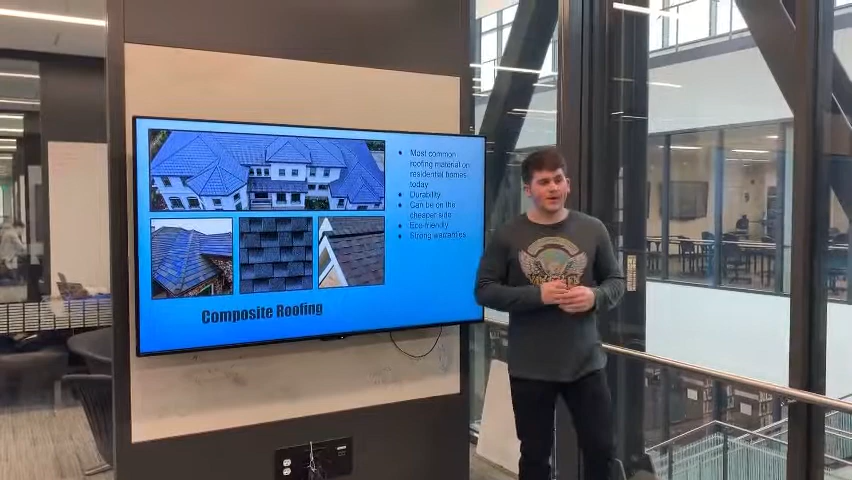 • Most common
roofing material on
residential homes
today
• Durability
• Can be on the
cheaper side
• Eco-friendly
• Strong warranties
Composite Roofing